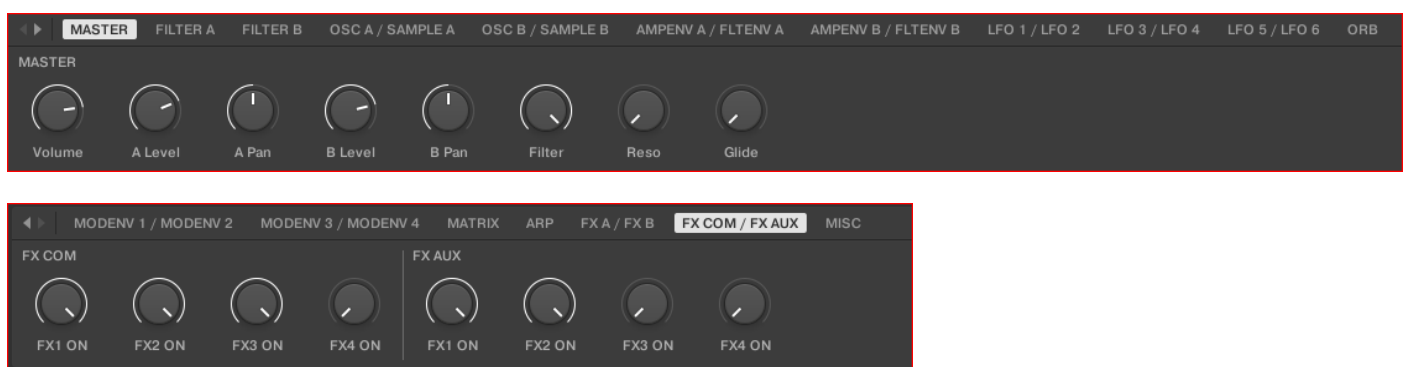 MASTER FILTER A FILTER B OSC A / SAMPLE A OSC B / SAMPLE B AMPENV A / FLTENV A AMPENV B / FLTENV B LFO 1 / LFO 2 LFO 3 / LFO 4 LFO 5 / LFO 6 ORB
MASTER
Volume A Level A Pan B Level B Pan Filter Reso Glide
MODENV 1 / MODENV 2 MODENV 3 / MODENV 4 MATRIX ARP FX A / FX B FX COM / FX AUX MISC
FX COM FX AUX
FX1 ON FX2 ON FX3 ON FX4 ON FX1 ON FX2 ON FX3 ON FX4 ON